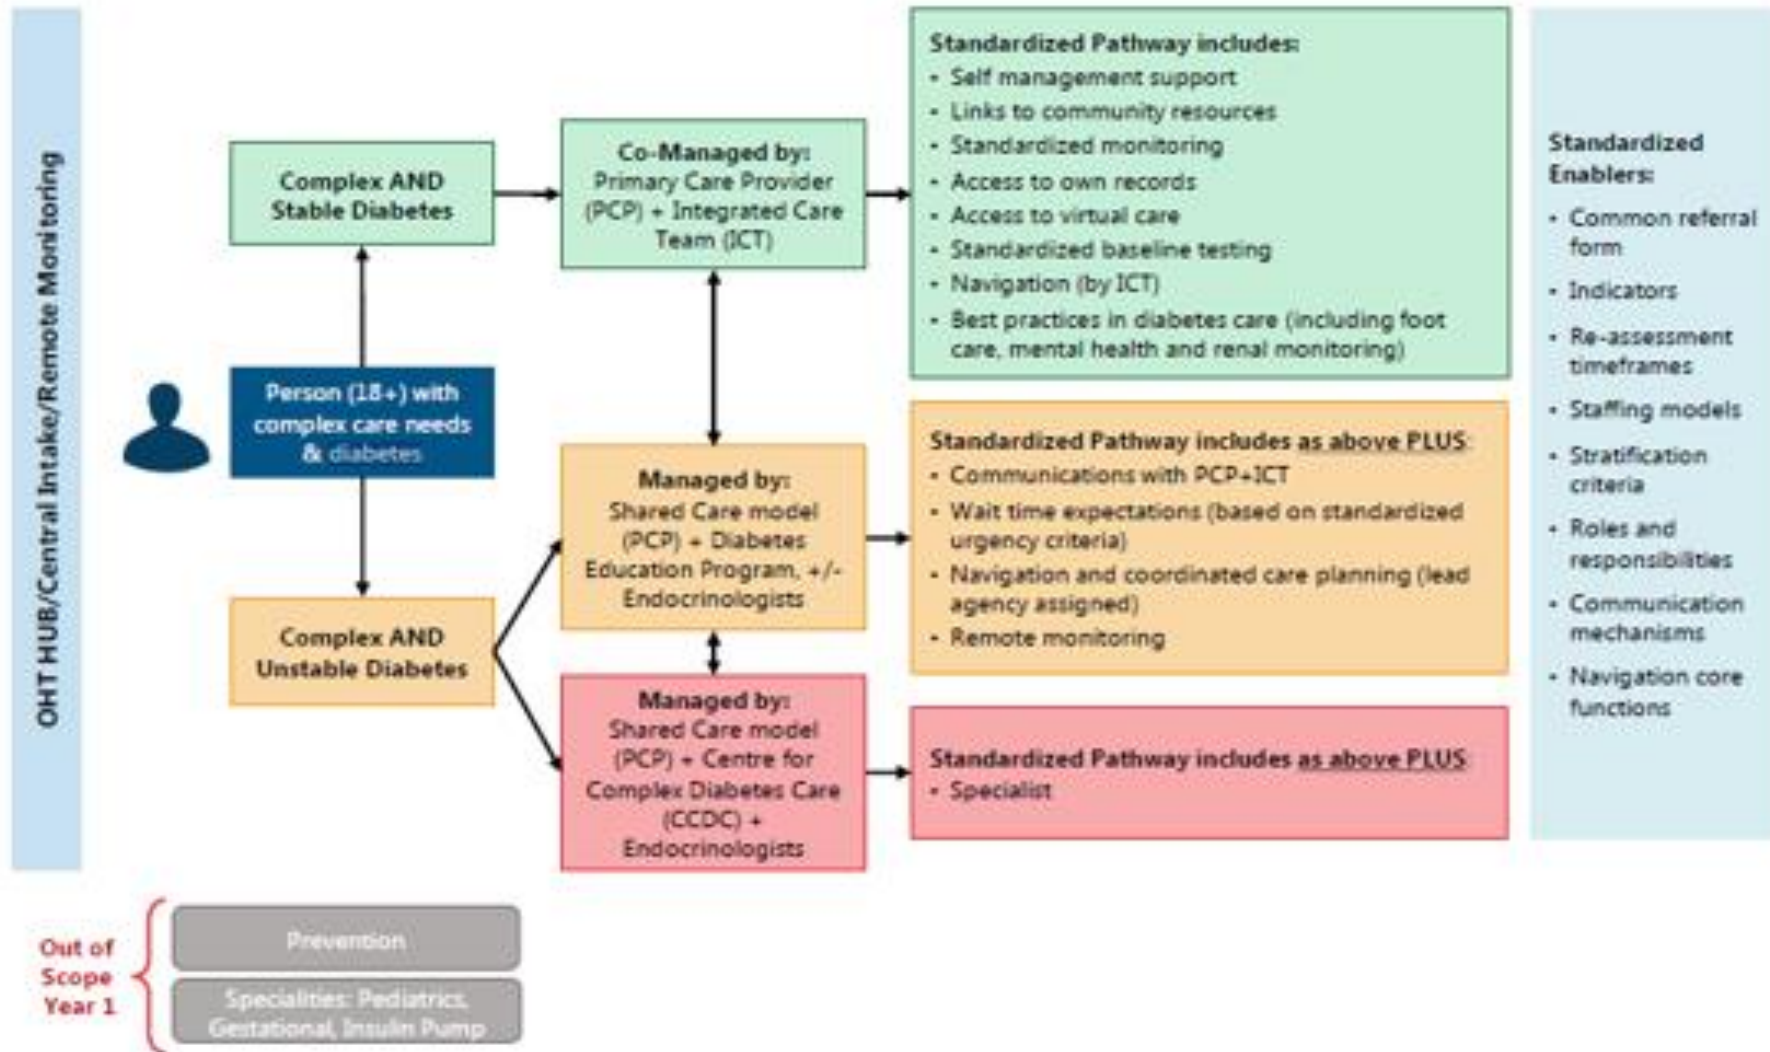 OHT HUB/Central Intake/Remote Monitoring
Complex AND
Stable Diabetes
Person (18+) with
complex care needs
& diabetes
Complex AND
Unstable Diabetes
Co-Managed by:
Primary Care Provider
(PCP) + Integrated Care
Team (ICT)
Managed by:
Shared Care model
(PCP) + Diabetes
Education Program, +/-
Endocrinologists
Managed by:
Shared Care model
(PCP) + Centre for
Complex Diabetes Care
(CCDC) +
Endocrinologists
Standardized Pathway includes:
• Self management support
• Links to community resources
• Standardized monitoring
• Access to own records
• Access to virtual care
• Standardized baseline testing
• Navigation (by ICT)
• Best practices in diabetes care (including foot
care, mental health and renal monitoring)
Standardized Pathway includes as above PLUS:
• Communications with PCP+ICT
• Wait time expectations (based on standardized
urgency criteria)
• Navigation and coordinated care planning (lead
agency assigned)
• Remote monitoring
Standardized Pathway includes as above PLUS:
• Specialist
Standardized
Enablers:
• Common referral
form
• Indicators
• Re-assessment
timeframes
• Staffing models
• Stratification
criteria
• Roles and
responsibilities
• Communication
mechanisms
• Navigation core
functions
Out of
Scope
Year 1
Prevention
Specialities: Pediatrics,
Gestational, Insulin Pump